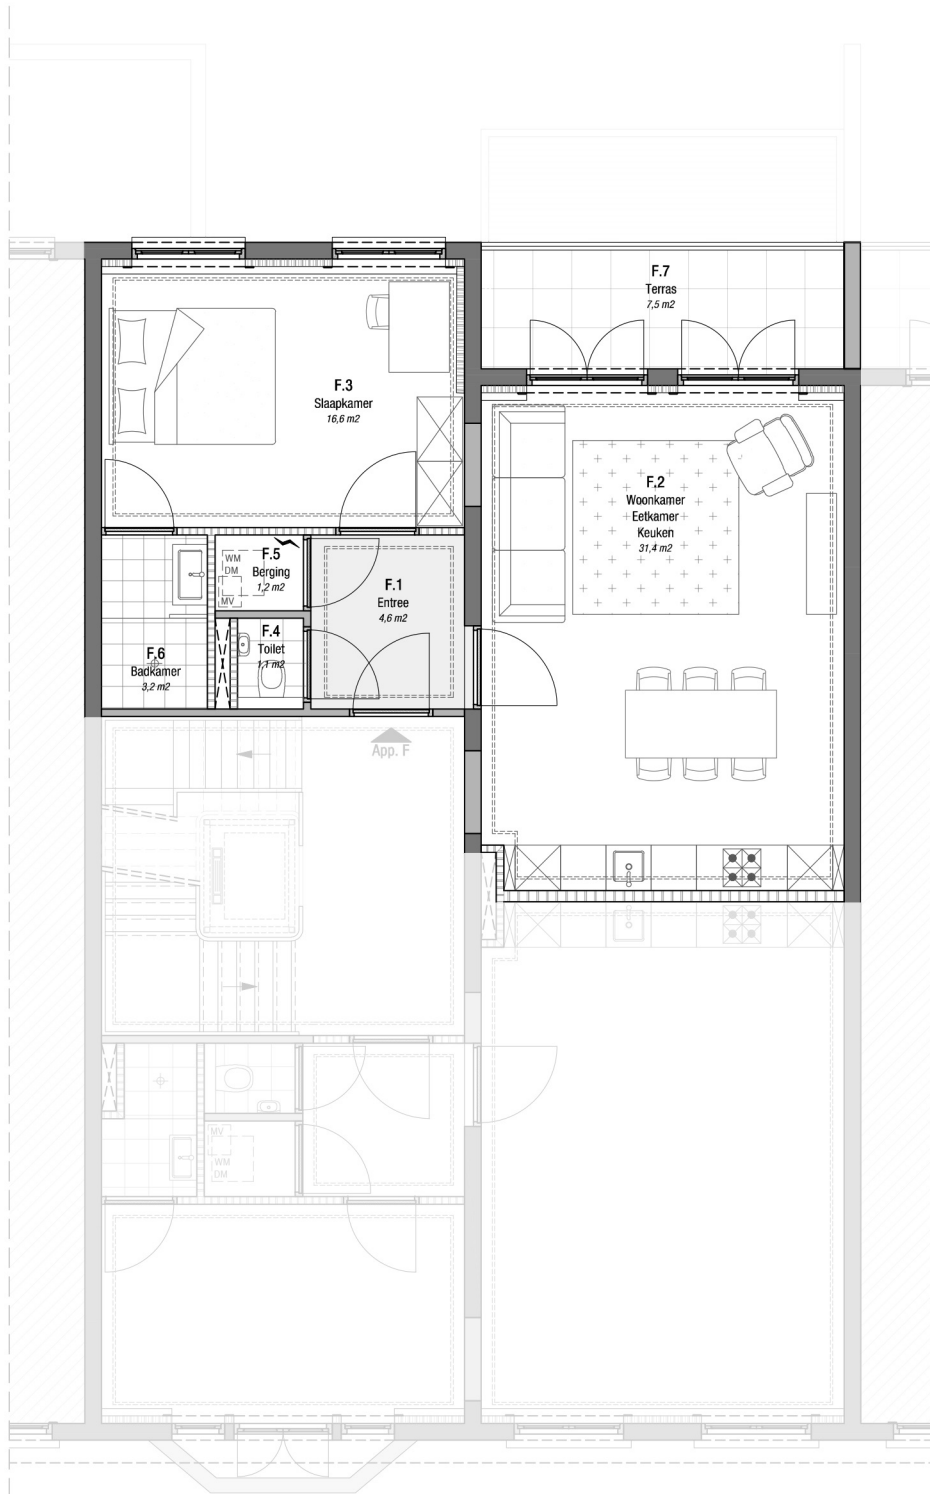 F.7
Terras
7,5 m2
F.3
Slaapkamer
16,6 m2
F.2
Woonkamer
Eetkamer
Keuken
31,4 m2
F.5
Berging
1,2 m2
WM
DM
MV
F.1
Entree
4,6 m2
F.4
Toilet
1,1 m2
F.6
Badkamer
3,2 m2
App. F
MV
WM
DM